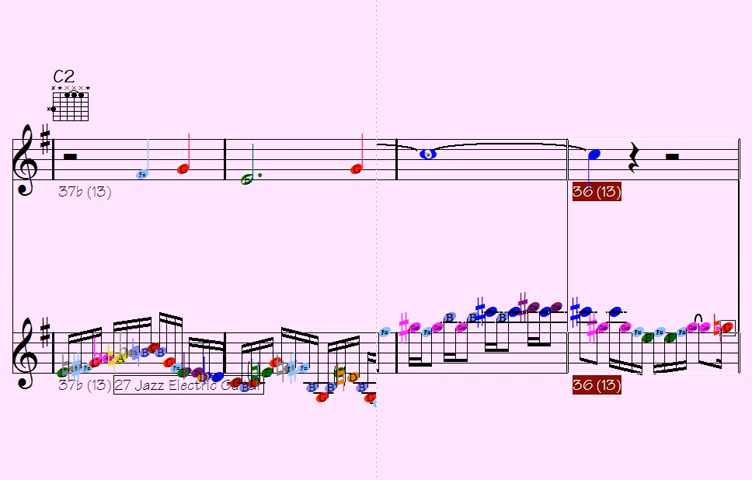 C2
37b (13)
36 (13)
37b (13) 27 Jazz Electric Guitar
36 (13)